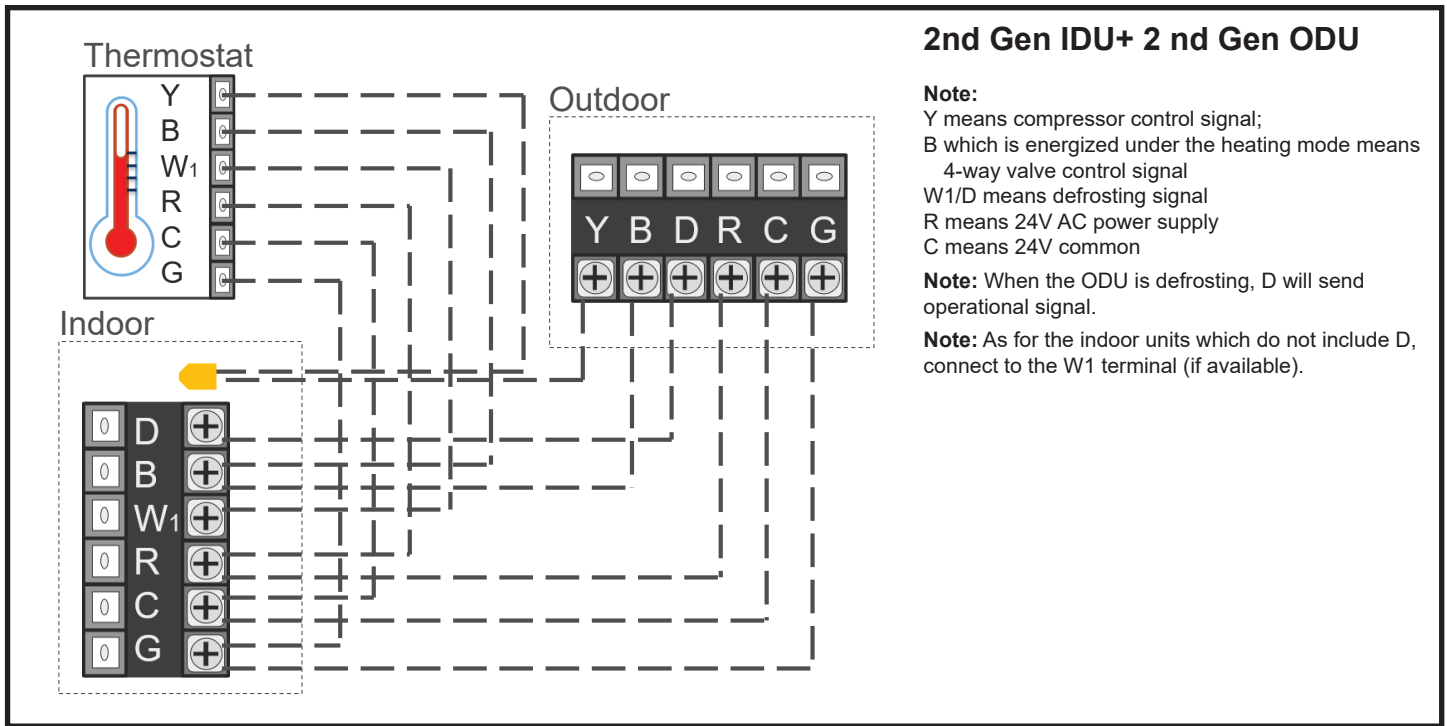 2nd Gen IDU+ 2 nd Gen ODU
Thermostat
Y
B
W1
R
C
G
Outdoor
Y B D R C G
Indoor
D
B
W1
R
C
G
Note:
Y means compressor control signal;
B which is energized under the heating mode means
4-way valve control signal
W1/D means defrosting signal
R means 24V AC power supply
C means 24V common
Note: When the ODU is defrosting, D will send
operational signal.
Note: As for the indoor units which do not include D,
connect to the W1 terminal (if available).